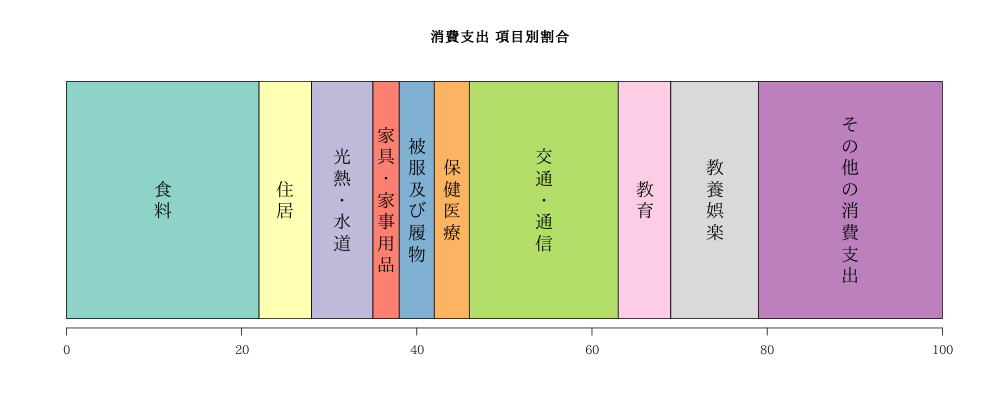 消費支出 項目別割合
食料
住居
光熱・水道
家具・家事用品
被服及び履物
保健医療
交通・通信
教育
教養娯楽
その他の消費支出
0 20 40 60 80 100